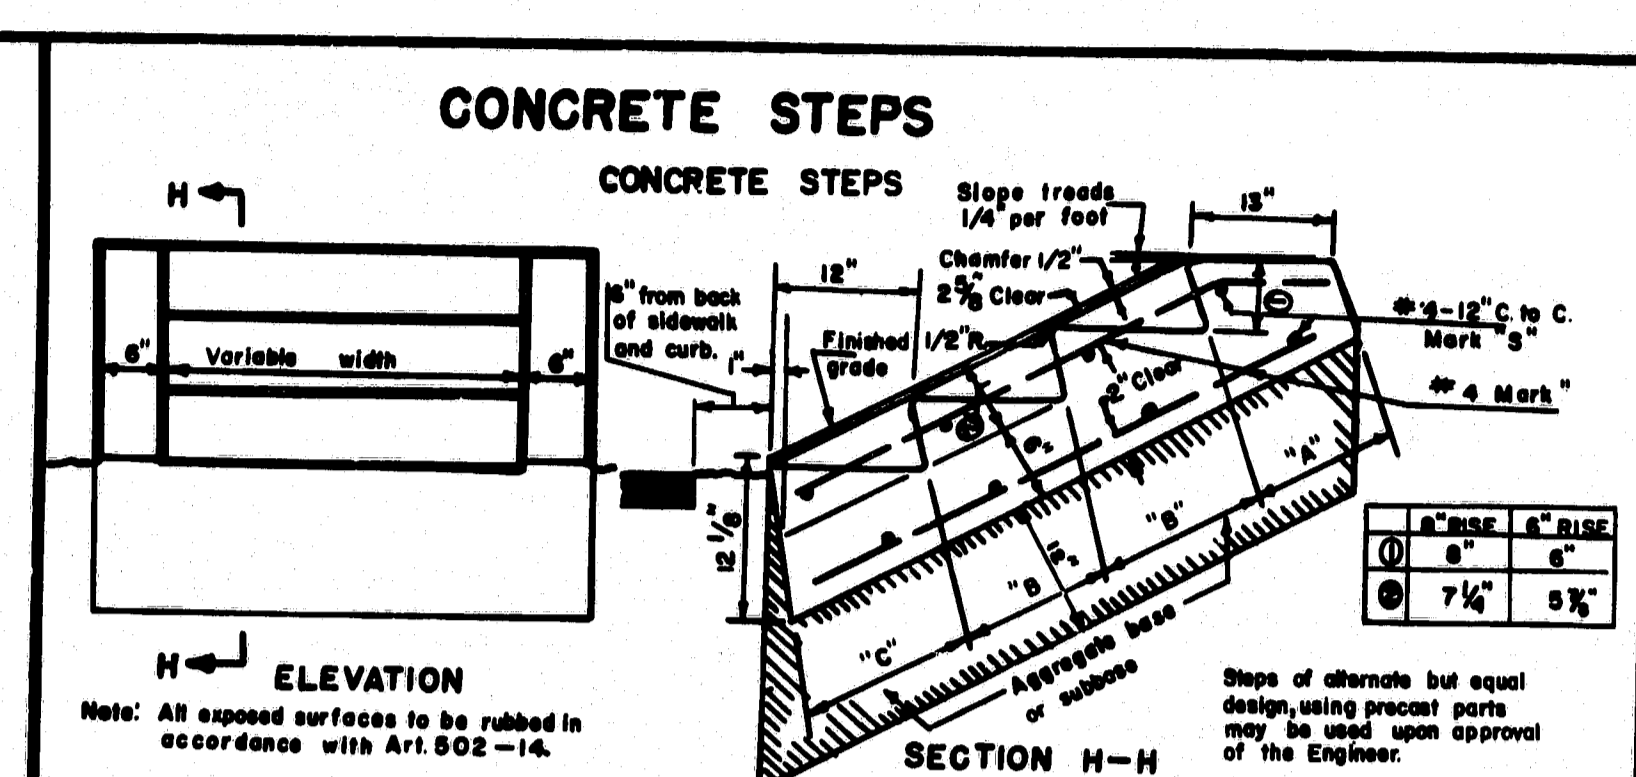 CONCRETE STEPS
CONCRETE STEPS
H
6"
Variable width
6"
H
ELEVATION
Note: All exposed surfaces to be rubbed in
accordance with Art. 502-14.
6" from back
of sidewalk
and curb.
1"
12"
Finished
grade
Slope treads
1/4" per foot
13"
Chamfer 1/2"
2 5/8" Clear
1/2" R.
2" Clear
①
②
# 4-12" C. to C.
Mark "S"
# 4 Mark "
12 1/8"
"A"
"B"
"B
"C"
Aggregate base
or subbase
SECTION H-H
8" RISE 6" RISE
① 8" 6"
② 7 1/4" 5 7/8"
Steps of alternate but equal
design, using precast parts
may be used upon approval
of the Engineer.